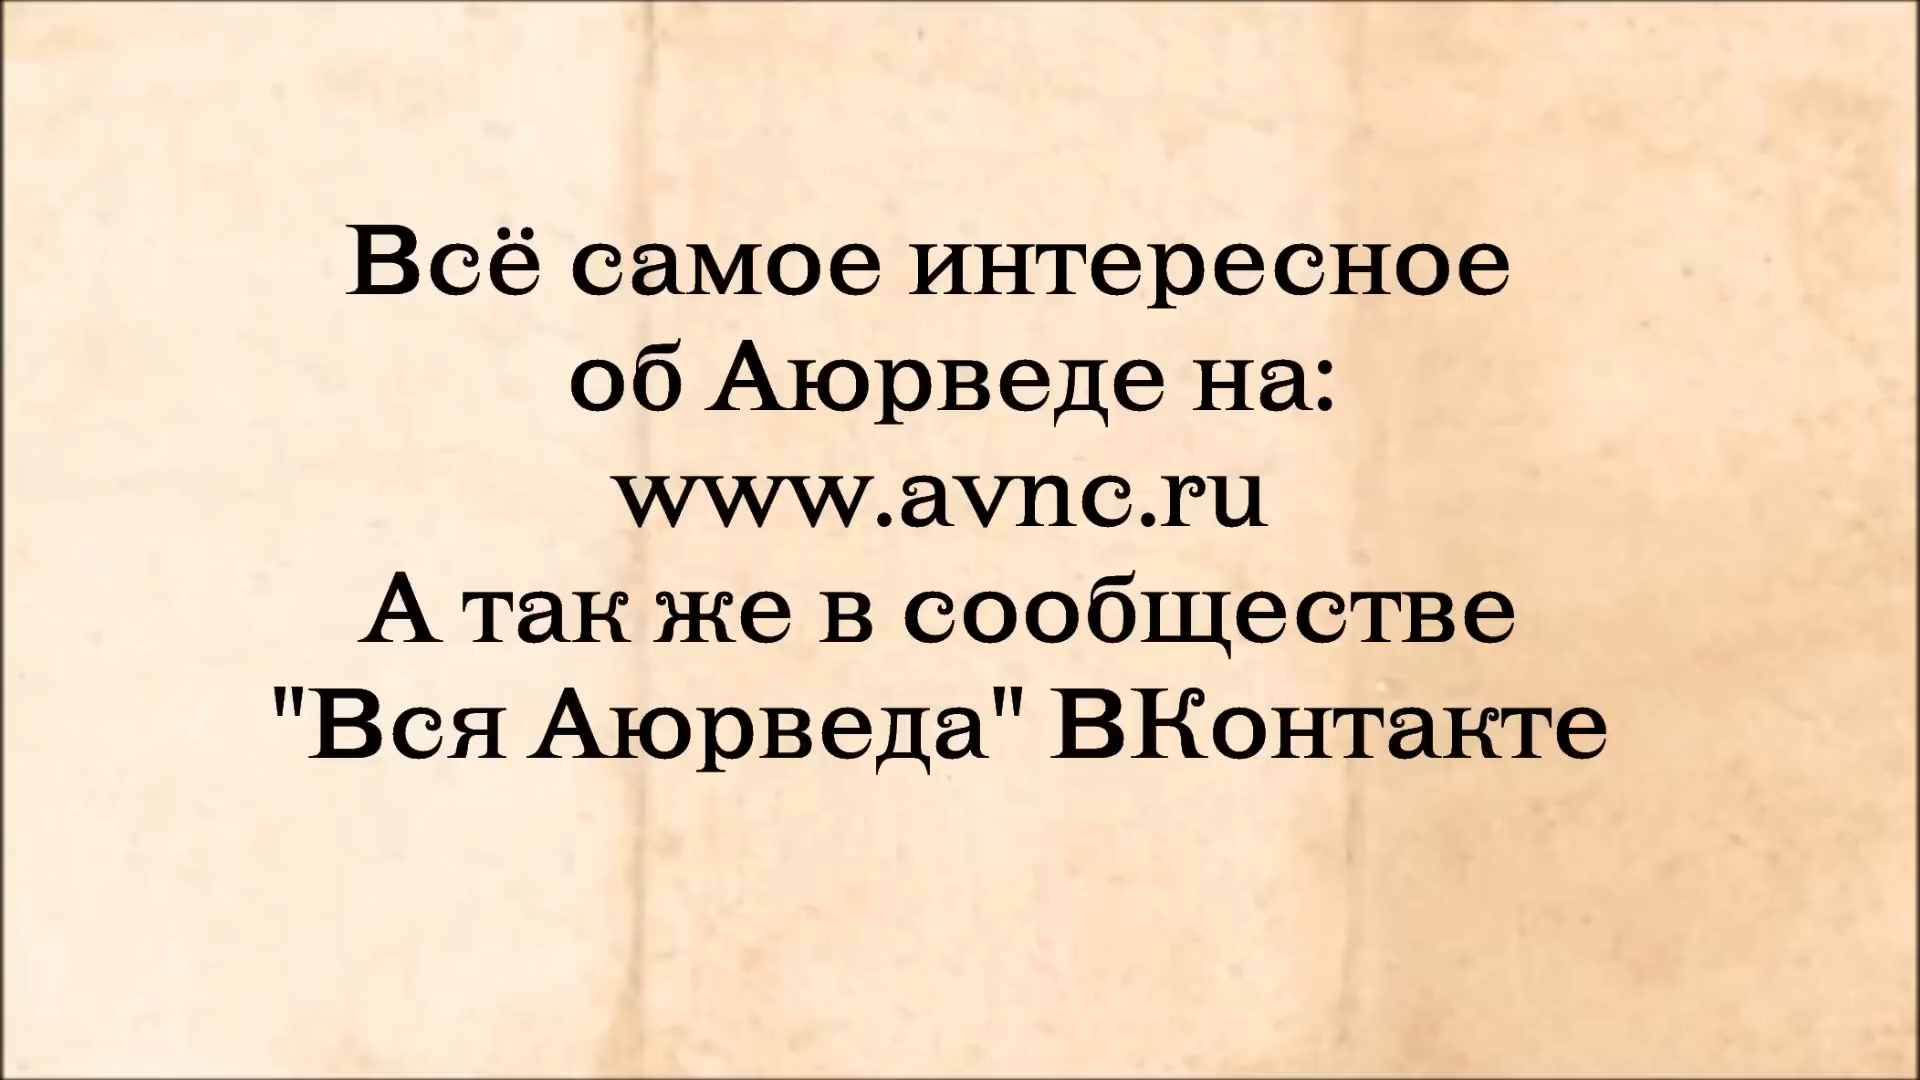 Всё самое интересное
об Аюрведе на:
www.avnc.ru
А так же в сообществе
"Вся Аюрведа" ВКонтакте